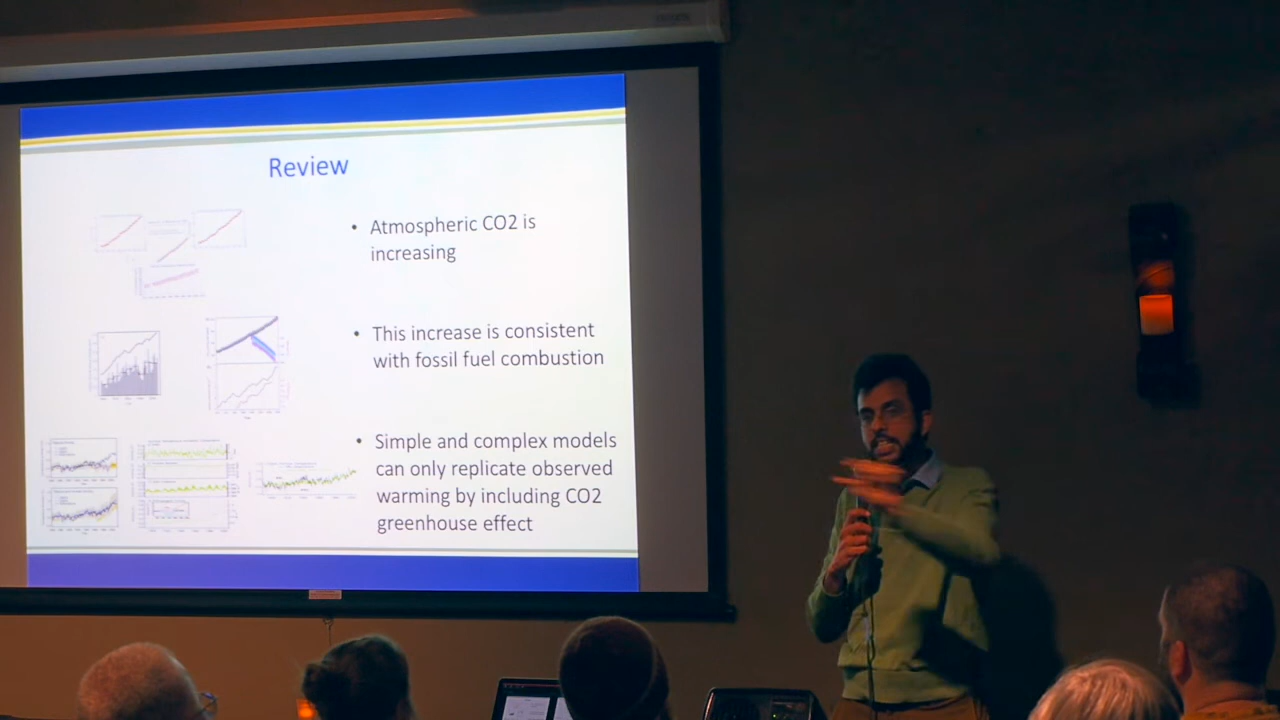 Review
• Atmospheric CO2 is
increasing
• This increase is consistent
with fossil fuel combustion
• Simple and complex models
can only replicate observed
warming by including CO2
greenhouse effect